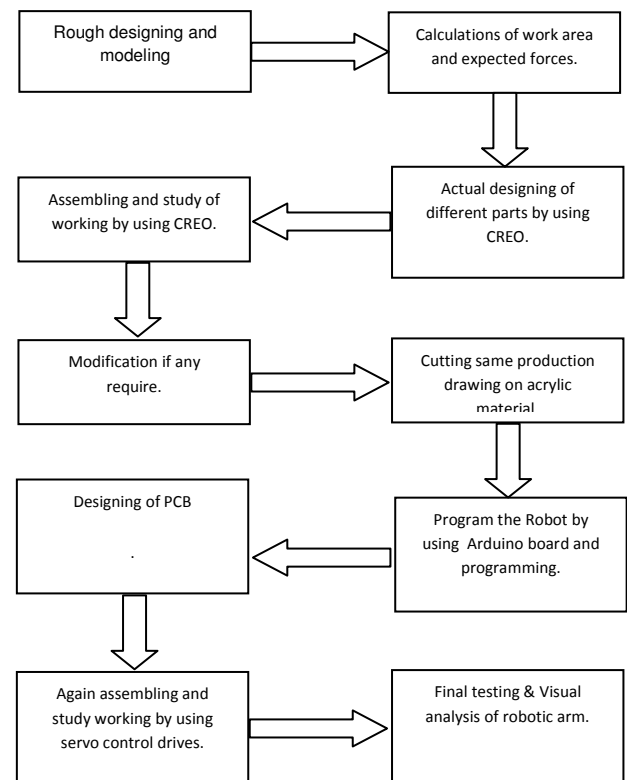 Rough designing and
modeling
Calculations of work area
and expected forces.
Actual designing of
different parts by using
CREO.
Assembling and study of
working by using CREO.
Modification if any
require.
Cutting same production
drawing on acrylic
material
Program the Robot by
using Arduino board and
programming.
Designing of PCB
.
Again assembling and
study working by using
servo control drives.
Final testing & Visual
analysis of robotic arm.